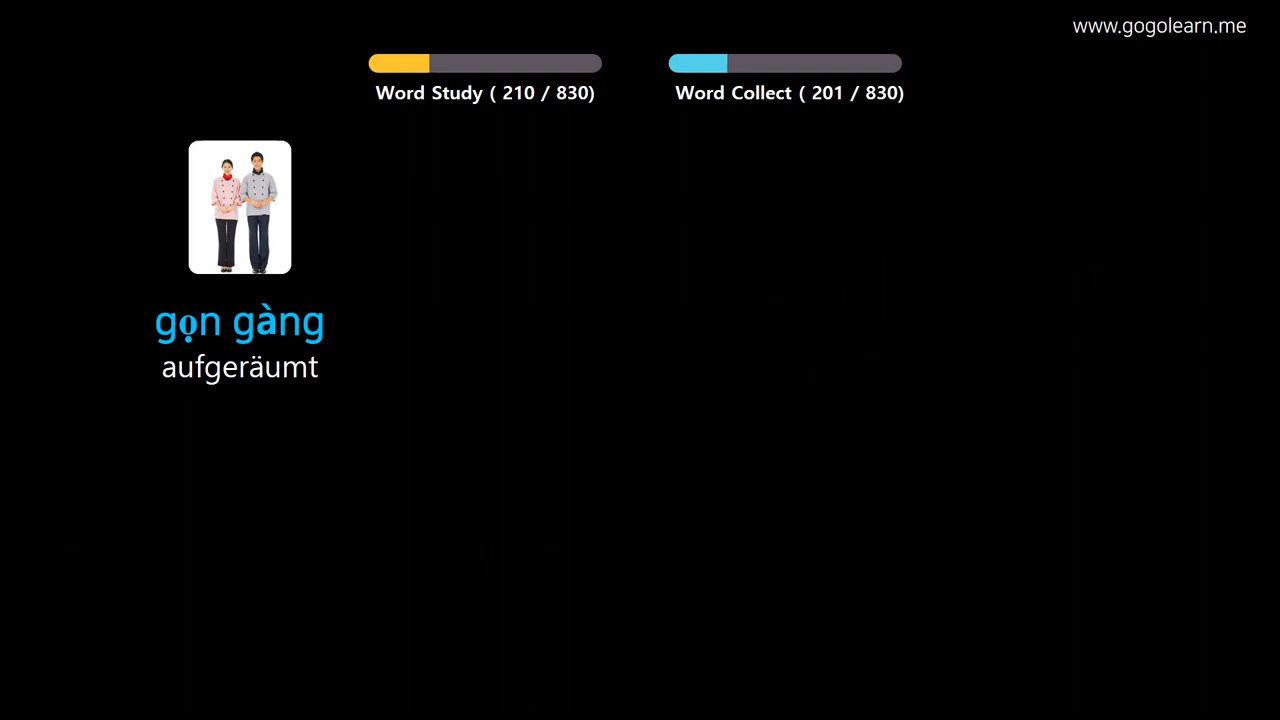 www.gogolearn.me
Word Study ( 210 / 830)
Word Collect ( 201 / 830)
gọn gàng
aufgeräumt